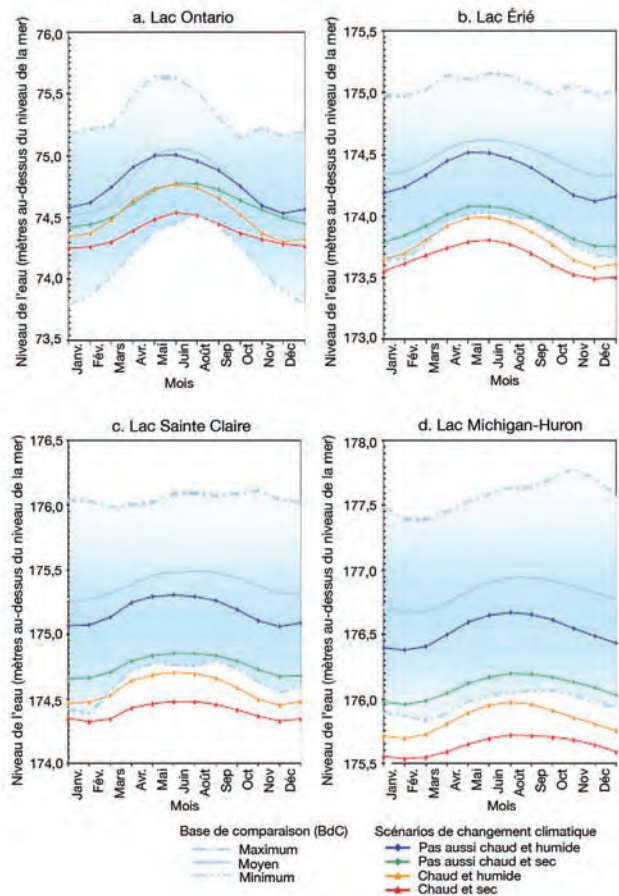 a. Lac Ontario
76,0
75,5
75,0
74,5
74,0
73,5
Niveau de l'eau (mètres au-dessus du niveau de la mer)
Janv.
Fév.
Mars
Avr.
Mai
Juin
Août
Sep
Oct
Nov
Déc
Mois
b. Lac Érié
175,5
175,0
174,5
174,0
173,5
173,0
Niveau de l'eau (mètres au-dessus du niveau de la mer)
Janv.
Fév.
Mars
Avr.
Mai
Juin
Août
Sep
Oct
Nov
Déc
Mois
c. Lac Sainte Claire
176,5
176,0
175,5
175,0
174,5
174,0
Niveau de l'eau (mètres au-dessus du niveau de la mer)
Janv.
Fév.
Mars
Avr.
Mai
Juin
Août
Sep
Oct
Nov
Déc
Mois
d. Lac Michigan-Huron
178,0
177,5
177,0
176,5
176,0
175,5
Niveau de l'eau (mètres au-dessus du niveau de la mer)
Janv.
Fév.
Mars
Avr.
Mai
Juin
Août
Sep
Oct
Nov
Déc
Mois
Base de comparaison (BdC)
Maximum
Moyen
Minimum
Scénarios de changement climatique
Pas aussi chaud et humide
Pas aussi chaud et sec
Chaud et humide
Chaud et sec